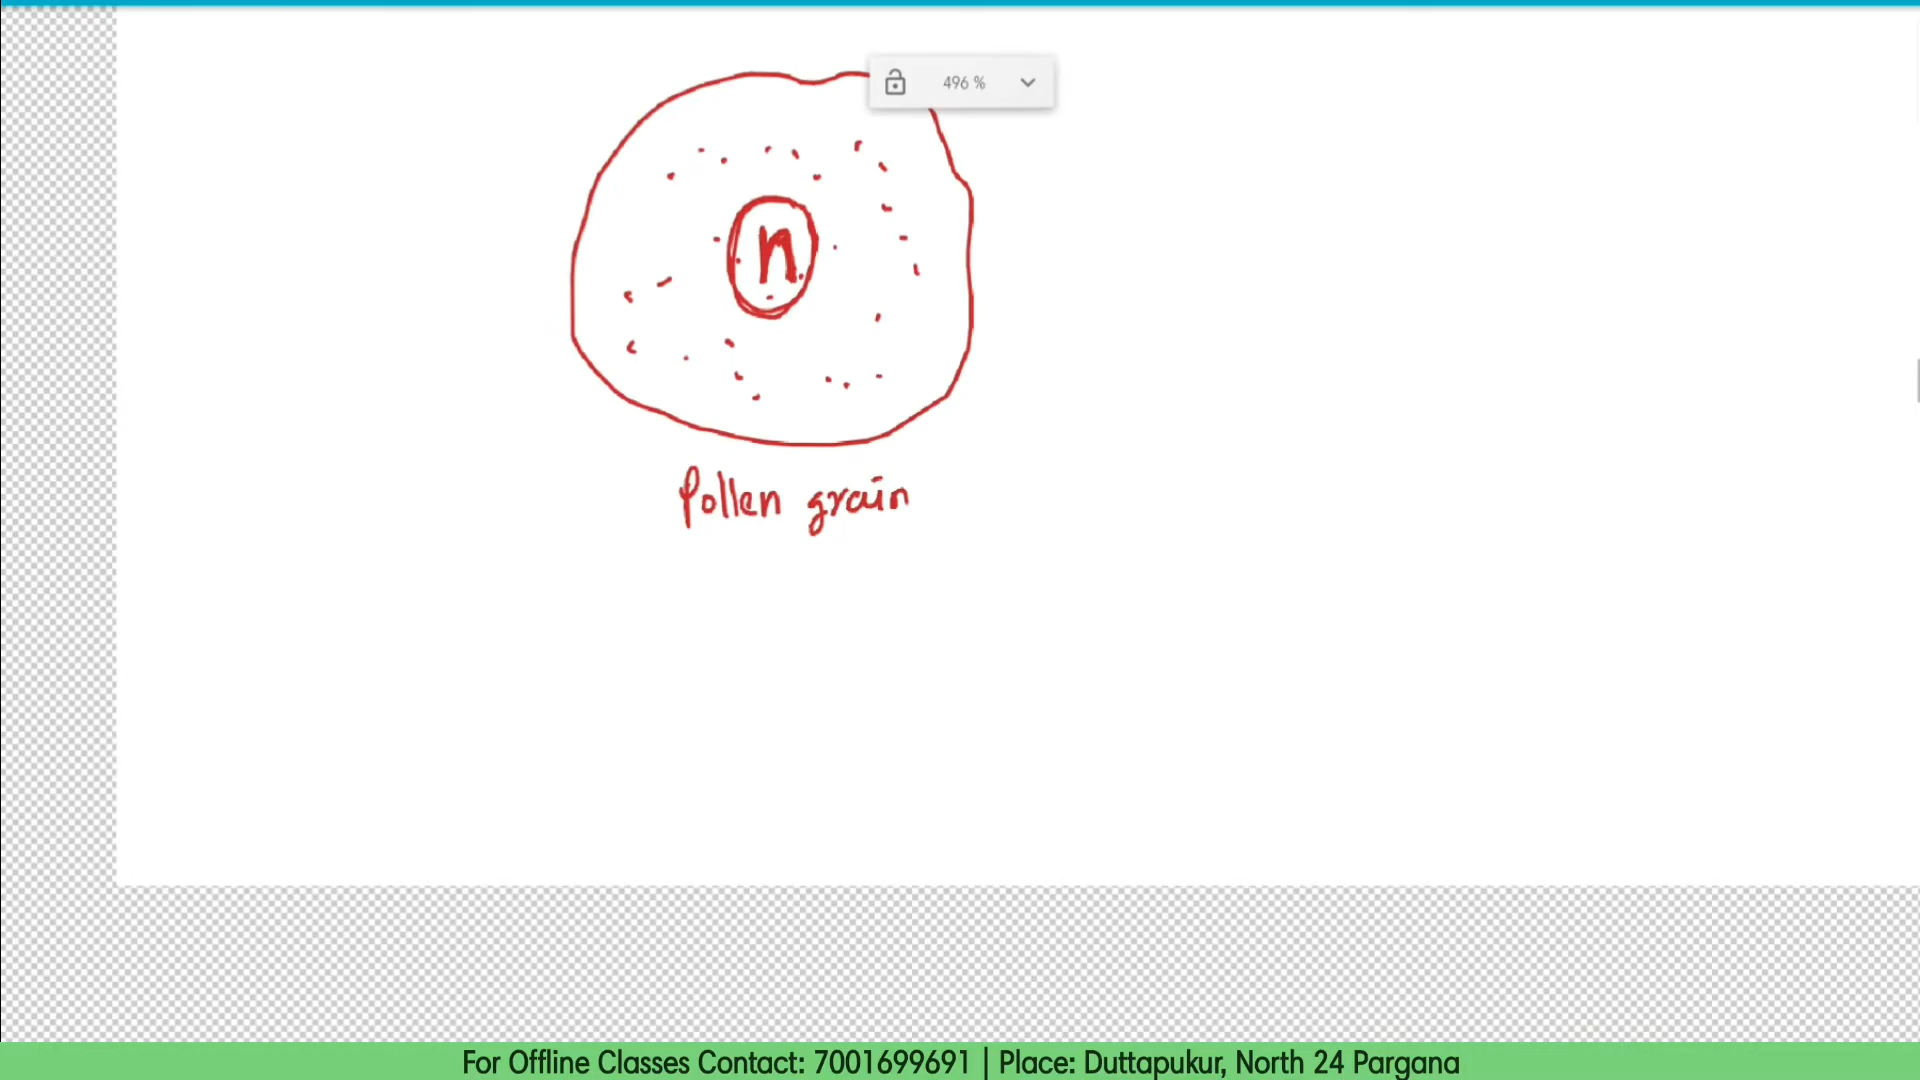 496 %
n
Pollen grain
For Offline Classes Contact: 7001699691 | Place: Duttapukur, North 24 Pargana